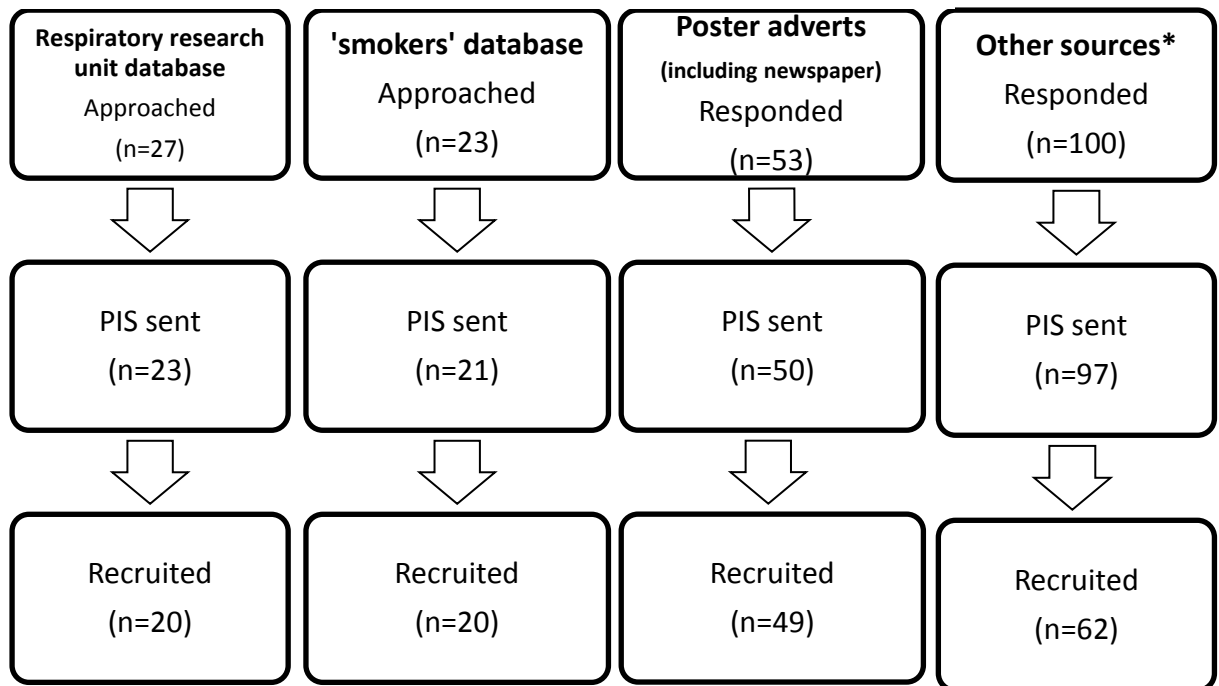 Respiratory research
unit database
Approached
(n=27)
'smokers' database
Approached
(n=23)
Poster adverts
(including newspaper)
Responded
(n=53)
Other sources*
Responded
(n=100)
PIS sent
(n=23)
PIS sent
(n=21)
PIS sent
(n=50)
PIS sent
(n=97)
Recruited
(n=20)
Recruited
(n=20)
Recruited
(n=49)
Recruited
(n=62)